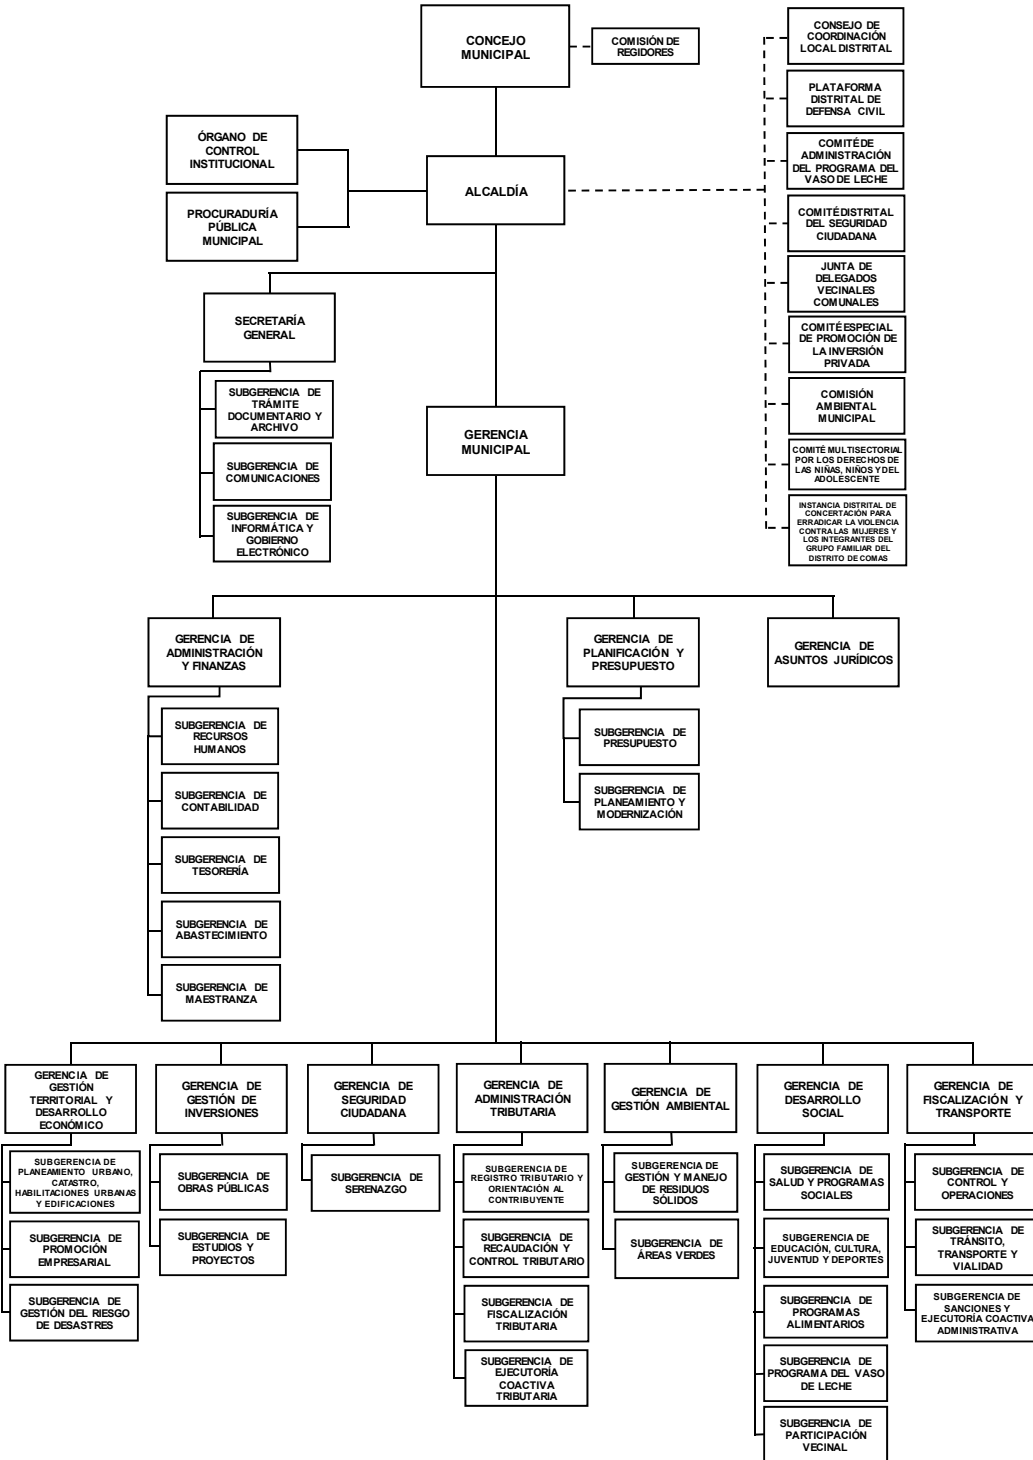 CONCEJO
MUNICIPAL
COMISIÓN DE
REGIDORES
CONSEJO DE
COORDINACIÓN
LOCAL DISTRITAL
PLATAFORMA
DISTRITAL DE
DEFENSA CIVIL
COMITÉ DE
ADMINISTRACIÓN
DEL PROGRAMA DEL
VASO DE LECHE
COMITÉ DISTRITAL
DEL SEGURIDAD
CIUDADANA
JUNTA DE
DELEGADOS
VECINALES
COMUNALES
COMITÉ ESPECIAL
DE PROMOCIÓN DE
LA INVERSIÓN
PRIVADA
COMISIÓN
AMBIENTAL
MUNICIPAL
COMITÉ MULTISECTORIAL
POR LOS DERECHOS DE
LAS NIÑAS, NIÑOS Y DEL
ADOLESCENTE
INSTANCIA DISTRITAL DE
CONCERTACIÓN PARA
ERRADICAR LA VIOLENCIA
CONTRA LAS MUJERES Y
LOS INTEGRANTES DEL
GRUPO FAMILIAR DEL
DISTRITO DE COMAS
ÓRGANO DE
CONTROL
INSTITUCIONAL
PROCURADURÍA
PÚBLICA
MUNICIPAL
ALCALDÍA
SECRETARÍA
GENERAL
SUBGERENCIA DE
TRÁMITE
DOCUMENTARIO Y
ARCHIVO
SUBGERENCIA DE
COMUNICACIONES
SUBGERENCIA DE
INFORMÁTICA Y
GOBIERNO
ELECTRÓNICO
GERENCIA
MUNICIPAL
GERENCIA DE
ADMINISTRACIÓN
Y FINANZAS
SUBGERENCIA DE
RECURSOS
HUMANOS
SUBGERENCIA DE
CONTABILIDAD
SUBGERENCIA DE
TESORERÍA
SUBGERENCIA DE
ABASTECIMIENTO
SUBGERENCIA DE
MAESTRANZA
GERENCIA DE
PLANIFICACIÓN Y
PRESUPUESTO
SUBGERENCIA DE
PRESUPUESTO
SUBGERENCIA DE
PLANEAMIENTO Y
MODERNIZACIÓN
GERENCIA DE
ASUNTOS JURÍDICOS
GERENCIA DE
GESTIÓN
TERRITORIAL Y
DESARROLLO
ECONÓMICO
SUBGERENCIA DE
PLANEAMIENTO URBANO,
CATASTRO,
HABILITACIONES URBANAS
Y EDIFICACIONES
SUBGERENCIA DE
PROMOCIÓN
EMPRESARIAL
SUBGERENCIA DE
GESTIÓN DEL RIESGO
DE DESASTRES
GERENCIA DE
GESTIÓN DE
INVERSIONES
SUBGERENCIA DE
OBRAS PÚBLICAS
SUBGERENCIA DE
ESTUDIOS Y
PROYECTOS
GERENCIA DE
SEGURIDAD
CIUDADANA
SUBGERENCIA DE
SERENAZGO
GERENCIA DE
ADMINISTRACIÓN
TRIBUTARIA
SUBGERENCIA DE
REGISTRO TRIBUTARIO Y
ORIENTACIÓN AL
CONTRIBUYENTE
SUBGERENCIA DE
RECAUDACIÓN Y
CONTROL TRIBUTARIO
SUBGERENCIA DE
FISCALIZACIÓN
TRIBUTARIA
SUBGERENCIA DE
EJECUTORÍA
COACTIVA
TRIBUTARIA
GERENCIA DE
GESTIÓN AMBIENTAL
SUBGERENCIA DE
GESTIÓN Y MANEJO
DE RESIDUOS
SÓLIDOS
SUBGERENCIA DE
ÁREAS VERDES
GERENCIA DE
DESARROLLO
SOCIAL
SUBGERENCIA DE
SALUD Y PROGRAMAS
SOCIALES
SUBGERENCIA DE
EDUCACIÓN, CULTURA,
JUVENTUD Y DEPORTES
SUBGERENCIA DE
PROGRAMAS
ALIMENTARIOS
SUBGERENCIA DE
PROGRAMA DEL VASO
DE LECHE
SUBGERENCIA DE
PARTICIPACIÓN
VECINAL
GERENCIA DE
FISCALIZACIÓN Y
TRANSPORTE
SUBGERENCIA DE
CONTROL Y
OPERACIONES
SUBGERENCIA DE
TRÁNSITO,
TRANSPORTE Y
VIALIDAD
SUBGERENCIA DE
SANCIONES Y
EJECUTORÍA COACTIVA
ADMINISTRATIVA